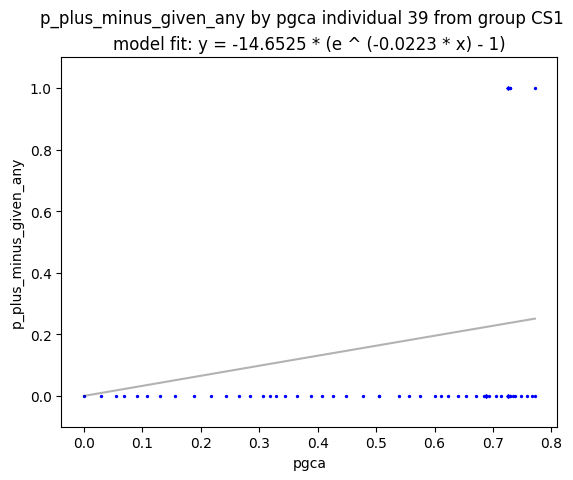 p_plus_minus_given_any by pgca individual 39 from group CS1
model fit: y = -14.6525 * (e ^ (-0.0223 * x) - 1)
1.0
0.8
0.6
0.4
0.2
0.0
p_plus_minus_given_any
0.0 0.1 0.2 0.3 0.4 0.5 0.6 0.7 0.8
pgca